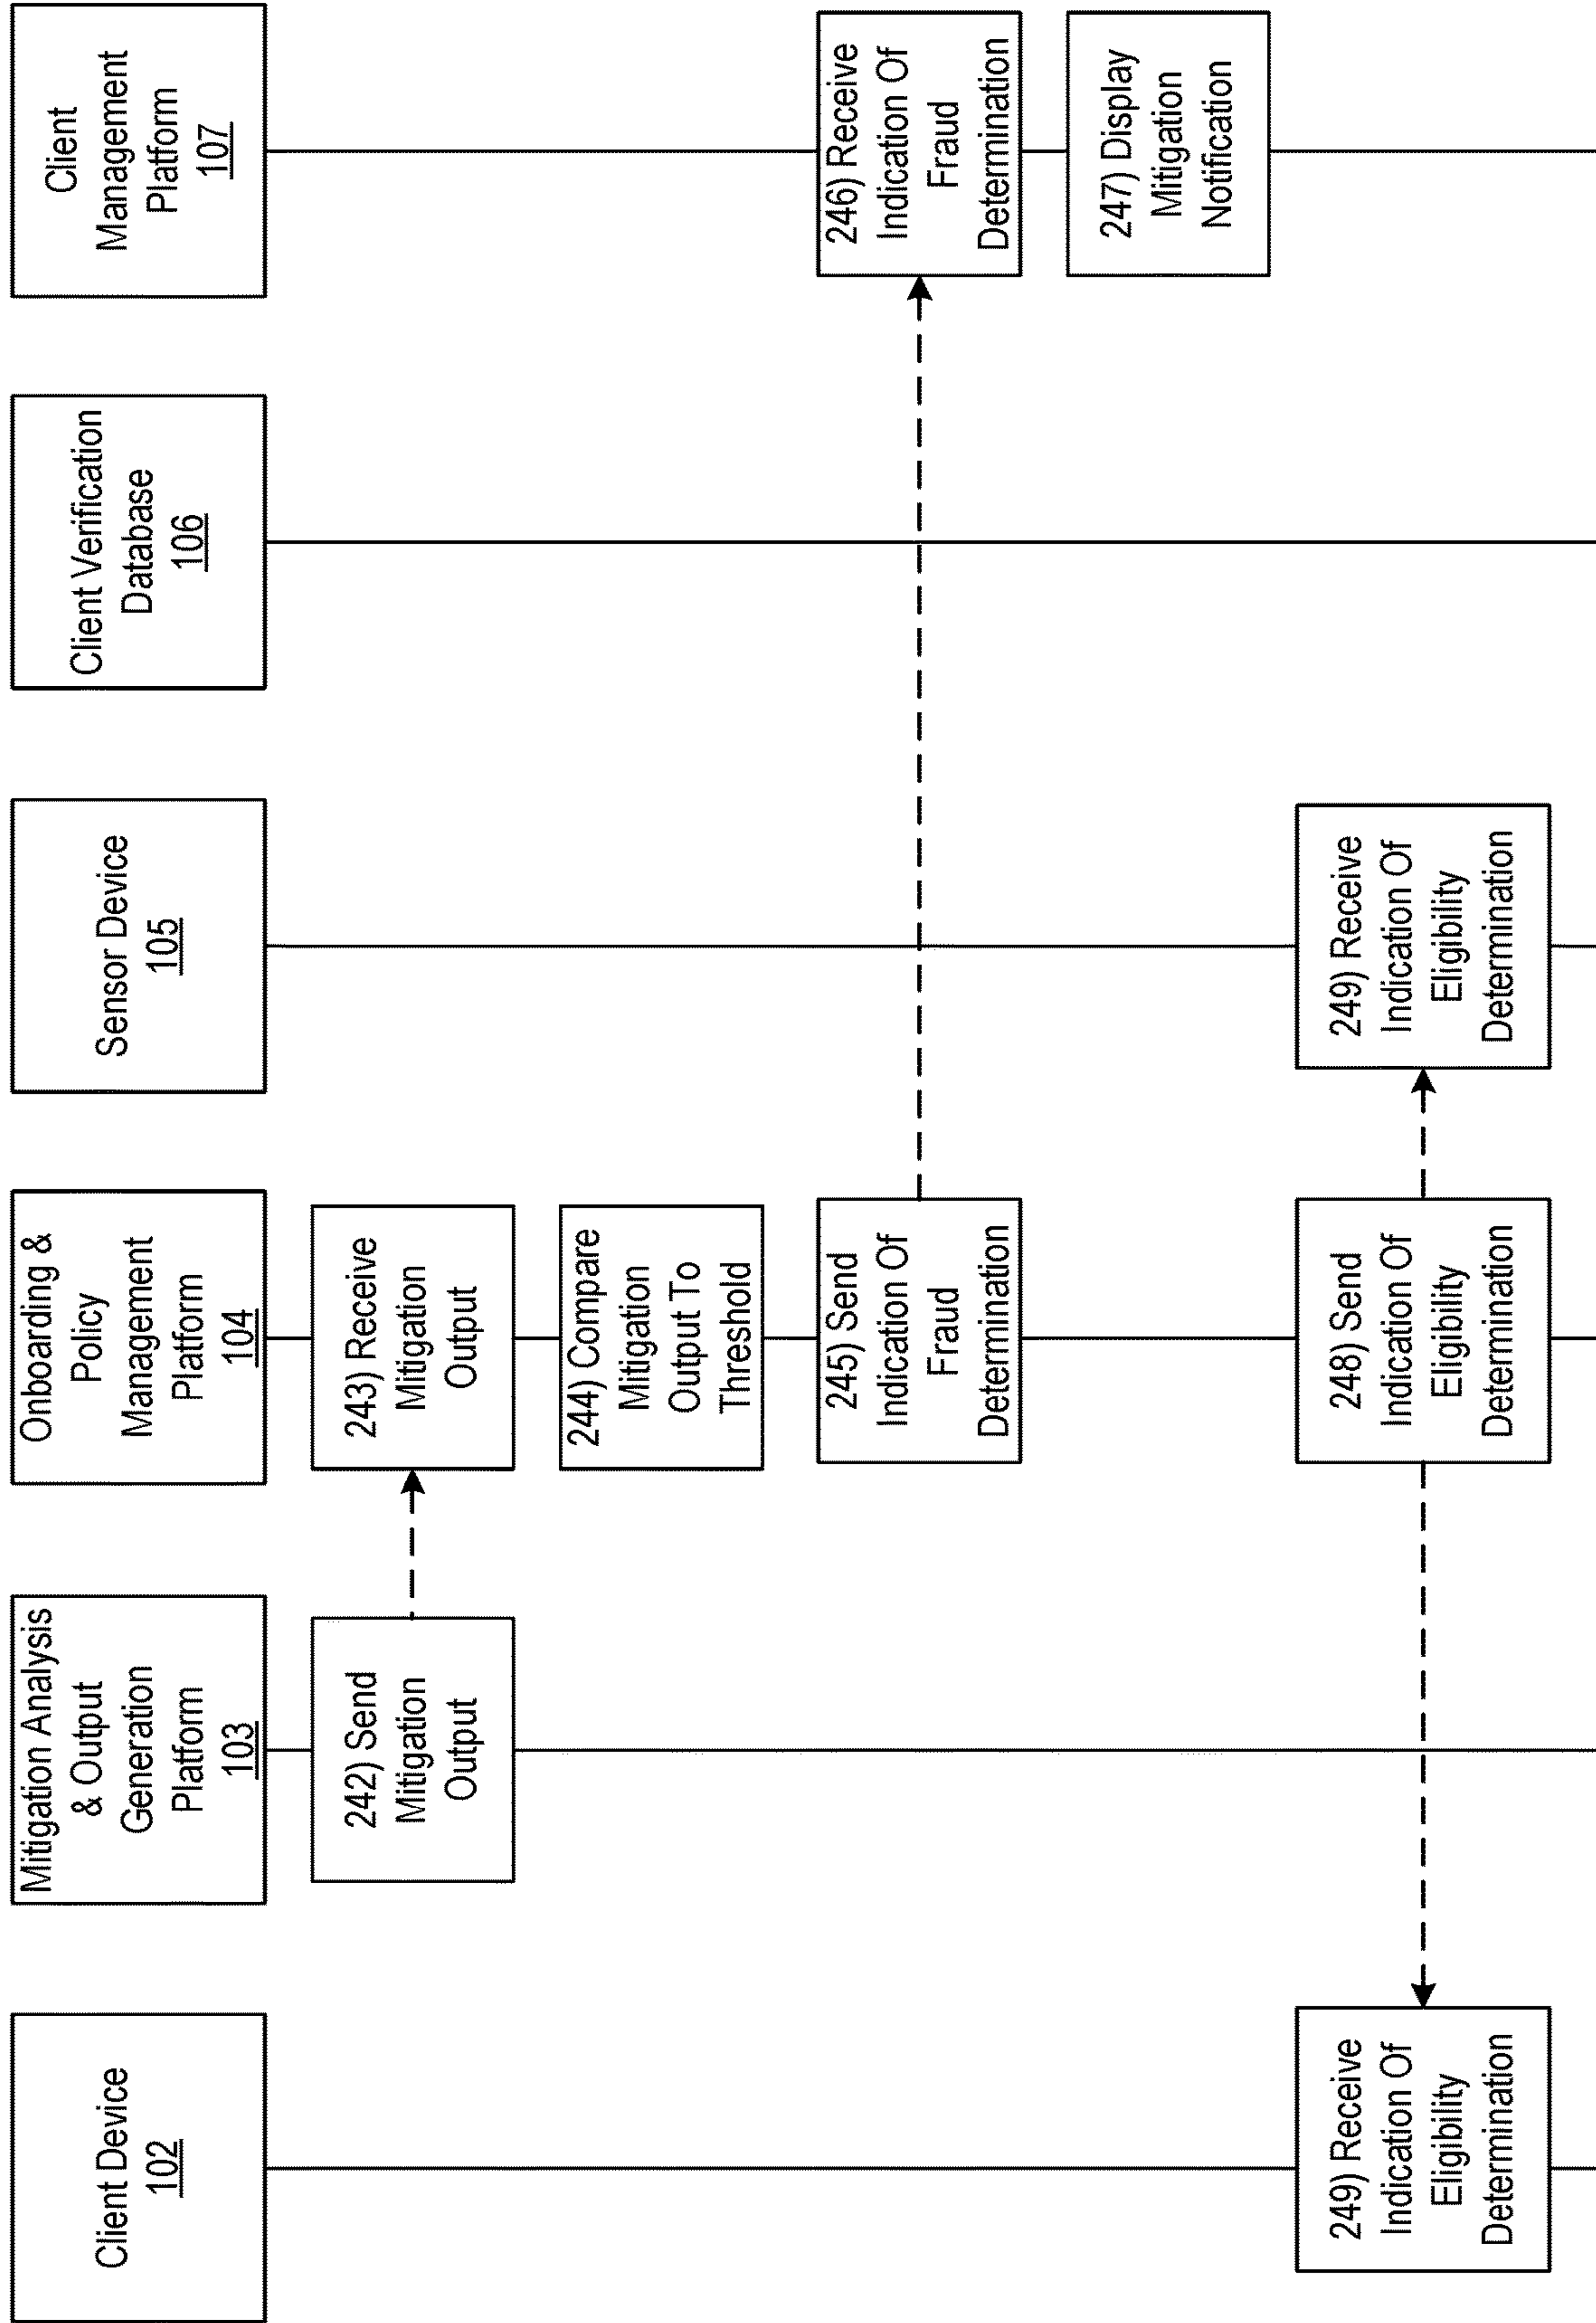 Client Device
102
Mitigation Analysis
& Output
Generation
Platform
103
Onboarding &
Policy
Management
Platform
104
Sensor Device
105
Client Verification
Database
106
Client
Management
Platform
107
242) Send
Mitigation
Output
243) Receive
Mitigation
Output
244) Compare
Mitigation
Output To
Threshold
245) Send
Indication Of
Fraud
Determination
246) Receive
Indication Of
Fraud
Determination
247) Display
Mitigation
Notification
249) Receive
Indication Of
Eligibility
Determination
248) Send
Indication Of
Eligibility
Determination
249) Receive
Indication Of
Eligibility
Determination